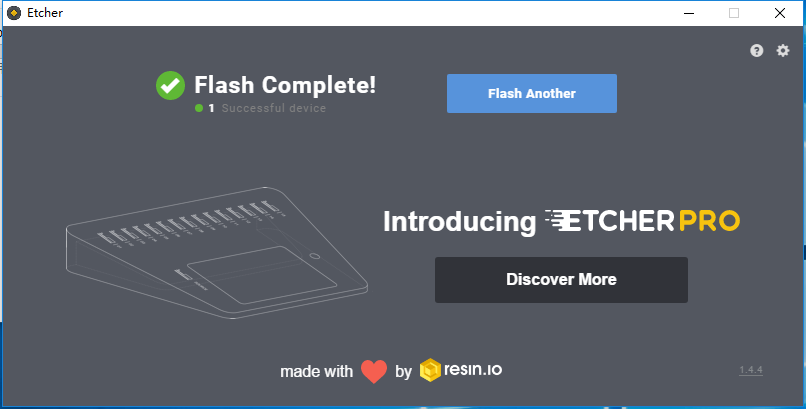 Etcher
Flash Complete!
1 Successful device
Flash Another
Introducing ETCHER PRO
Discover More
made with by resin.io
1.4.4